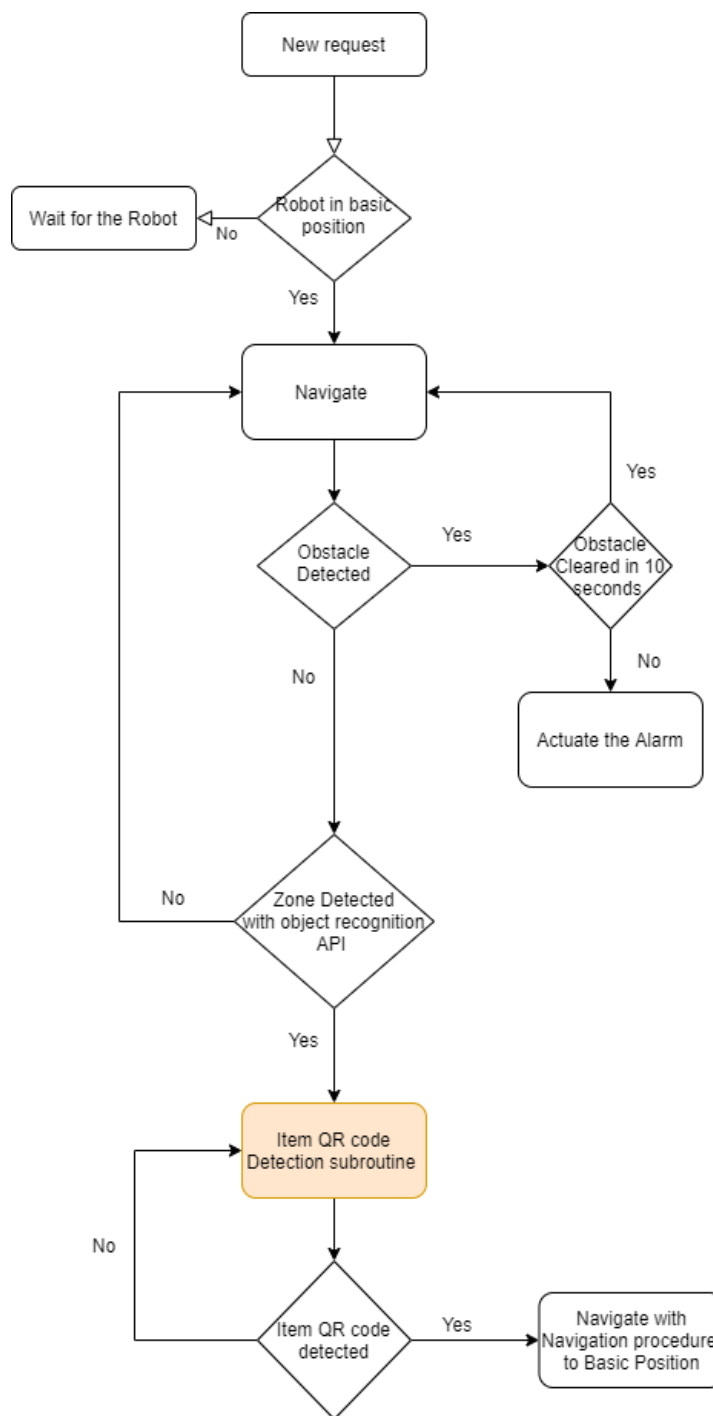 New request
Robot in basic
position
Wait for the Robot
No
Yes
Navigate
Yes
Obstacle
Detected
Yes
Obstacle
Cleared in 10
seconds
No
No
Actuate the Alarm
Zone Detected
with object recognition
API
No
Yes
Item QR code
Detection subroutine
No
Item QR code
detected
Yes
Navigate with
Navigation procedure
to Basic Position